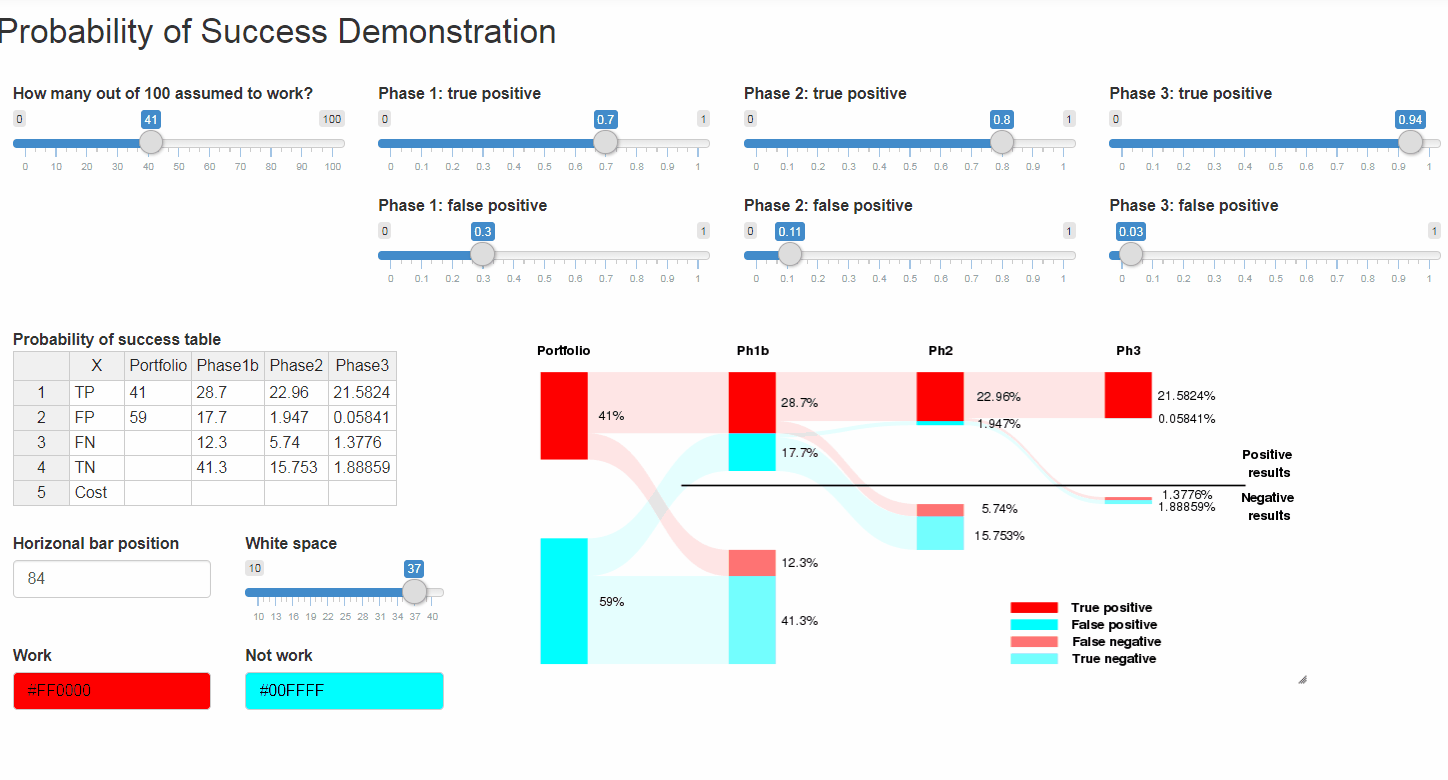 Probability of Success Demonstration
How many out of 100 assumed to work?
0 41 100
0 10 20 30 40 50 60 70 80 90 100
Phase 1: true positive
0 0.7 1
0 0.1 0.2 0.3 0.4 0.5 0.6 0.7 0.8 0.9 1
Phase 2: true positive
0 0.8 1
0 0.1 0.2 0.3 0.4 0.5 0.6 0.7 0.8 0.9 1
Phase 3: true positive
0 0.94
0 0.1 0.2 0.3 0.4 0.5 0.6 0.7 0.8 0.9 1
Phase 1: false positive
0 0.3 1
0 0.1 0.2 0.3 0.4 0.5 0.6 0.7 0.8 0.9 1
Phase 2: false positive
0 0.11 1
0 0.1 0.2 0.3 0.4 0.5 0.6 0.7 0.8 0.9 1
Phase 3: false positive
0.03 1
0 0.1 0.2 0.3 0.4 0.5 0.6 0.7 0.8 0.9 1
Probability of success table
X Portfolio Phase1b Phase2 Phase3
1 TP 41 28.7 22.96 21.5824
2 FP 59 17.7 1.947 0.05841
3 FN 12.3 5.74 1.3776
4 TN 41.3 15.753 1.88859
5 Cost
Horizonal bar position
84
White space
10 37
10 13 16 19 22 25 28 31 34 37 40
Work
#FF0000
Not work
#00FFFF
Portfolio Ph1b Ph2 Ph3
41%
28.7%
22.96%
21.5824%
0.05841%
1.947%
17.7%
Positive
results
Negative
results
1.3776%
1.88859%
5.74%
15.753%
12.3%
59%
41.3%
True positive
False positive
False negative
True negative